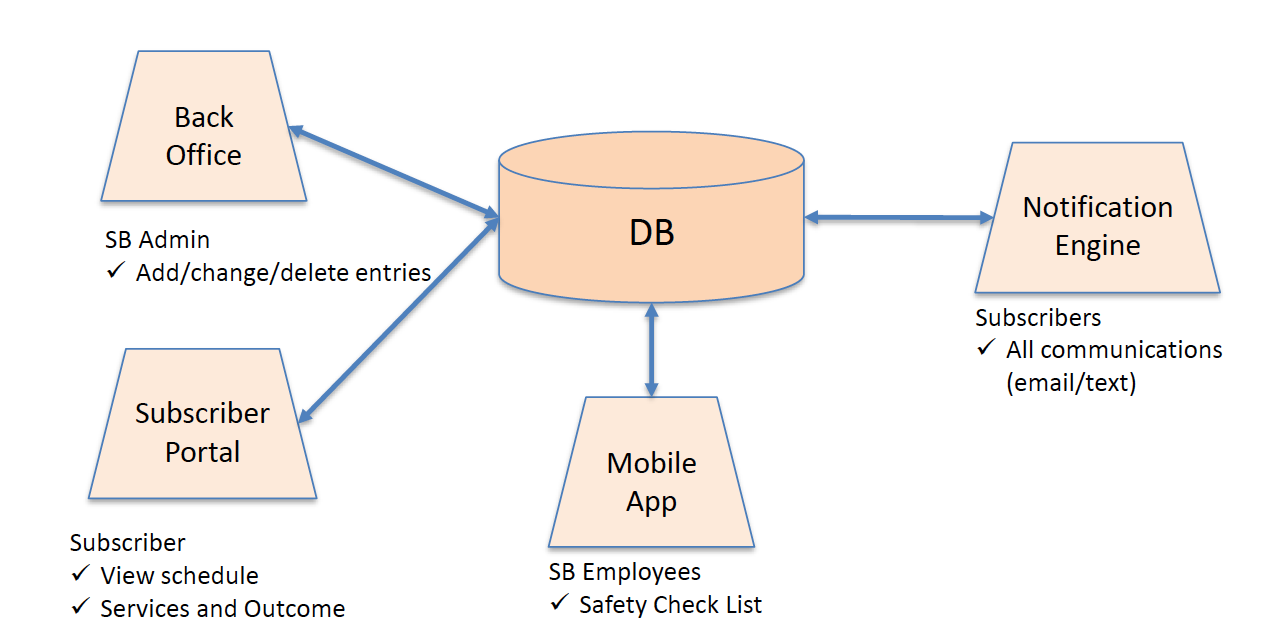 Back
Office
SB Admin
✓ Add/change/delete entries
DB
Notification
Engine
Subscribers
✓ All communications
(email/text)
Subscriber
Portal
Subscriber
✓ View schedule
✓ Services and Outcome
Mobile
App
SB Employees
✓ Safety Check List